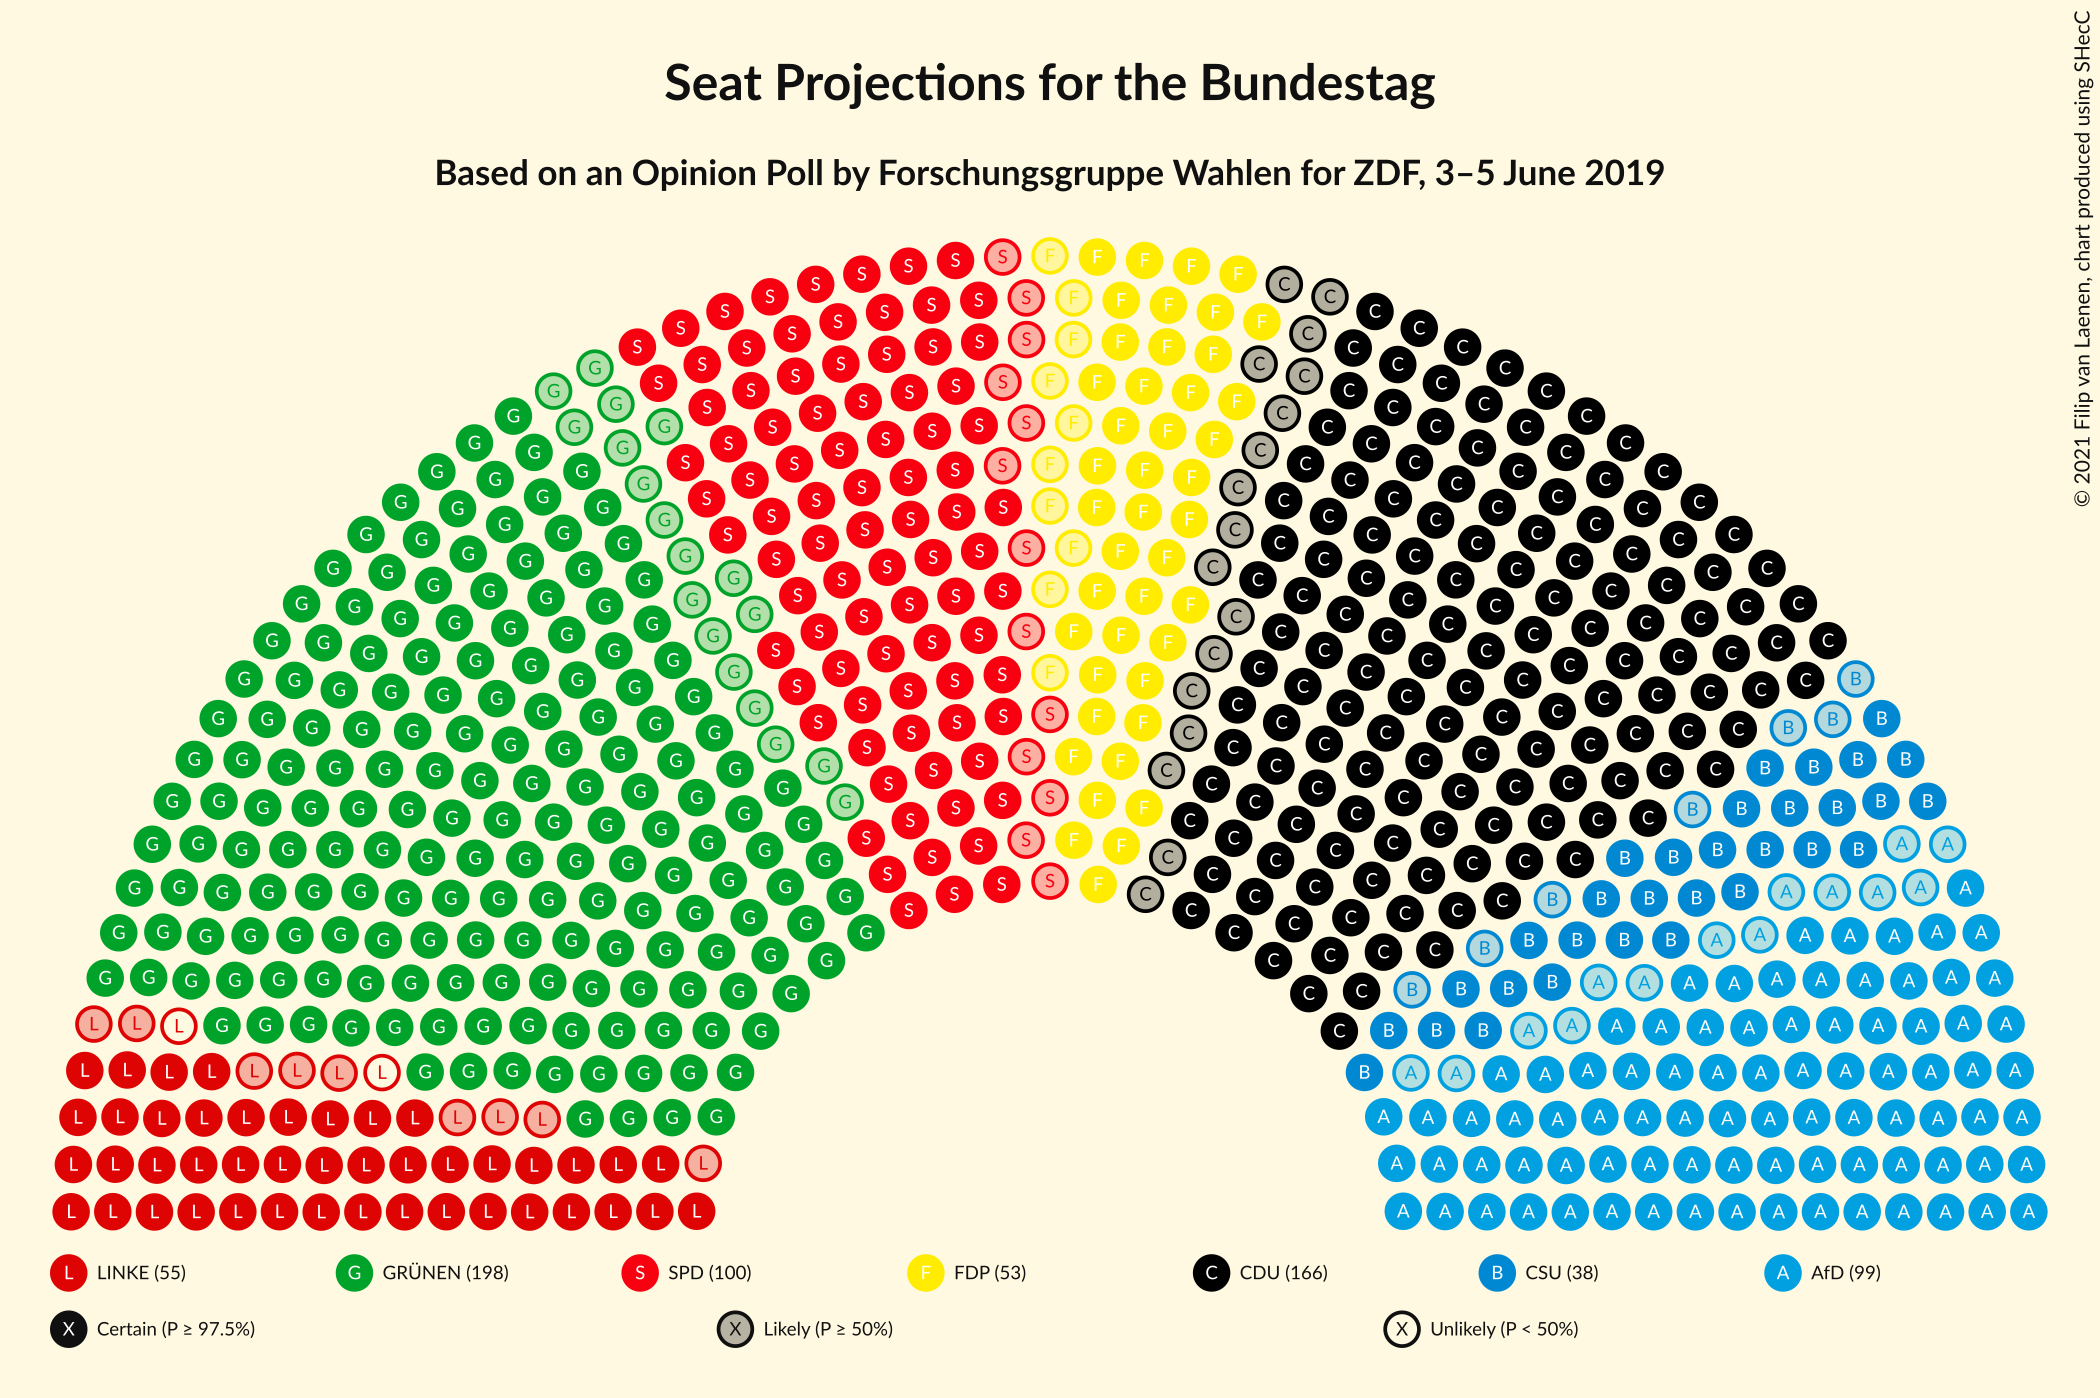 Seat Projections for the Bundestag
Based on an Opinion Poll by Forschungsgruppe Wahlen for ZDF, 3–5 June 2019
© 2021 Filip van Laenen, chart produced using SHecC
L LINKE (55) G GRÜNEN (198) S SPD (100) F FDP (53) C CDU (166) B CSU (38) A AfD (99)
X Certain (P ≥ 97.5%) X Likely (P ≥ 50%) X Unlikely (P < 50%)